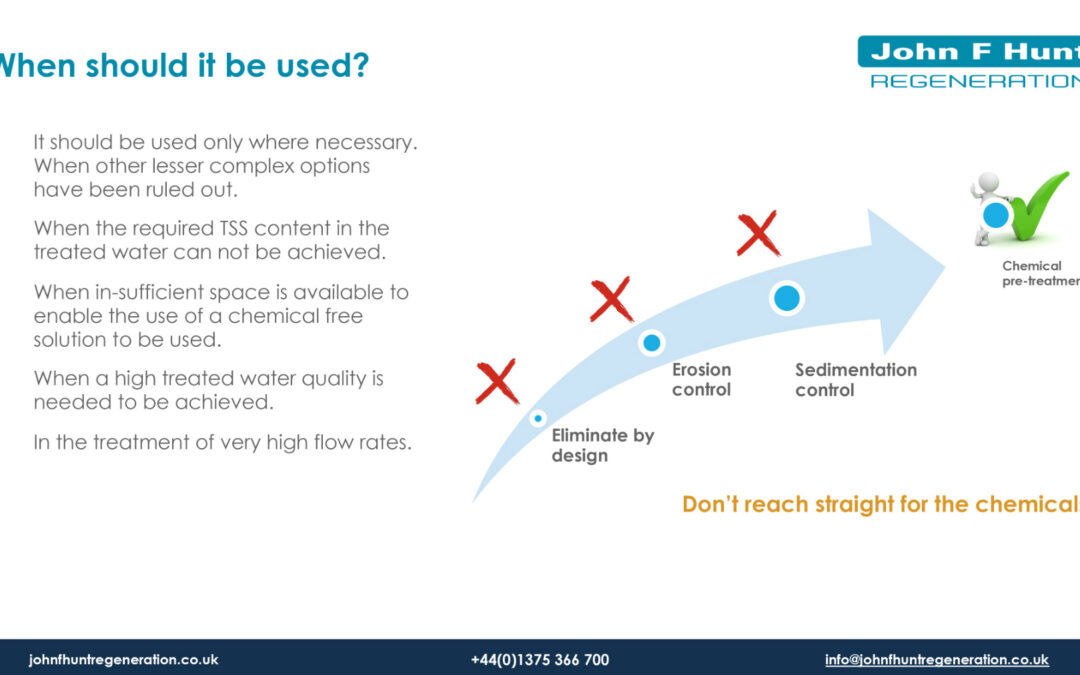 When should it be used?
John F Hunt
REGENERATION
It should be used only where necessary.
When other lesser complex options
have been ruled out.
When the required TSS content in the
treated water can not be achieved.
When in-sufficient space is available to
enable the use of a chemical free
solution to be used.
When a high treated water quality is
needed to be achieved.
In the treatment of very high flow rates.
Chemical
pre-treatmen
Erosion
control
Sedimentation
control
Eliminate by
design
Don't reach straight for the chemicals
johnfhuntregeneration.co.uk
+44(0)1375 366 700
info@johnfhuntregeneration.co.uk